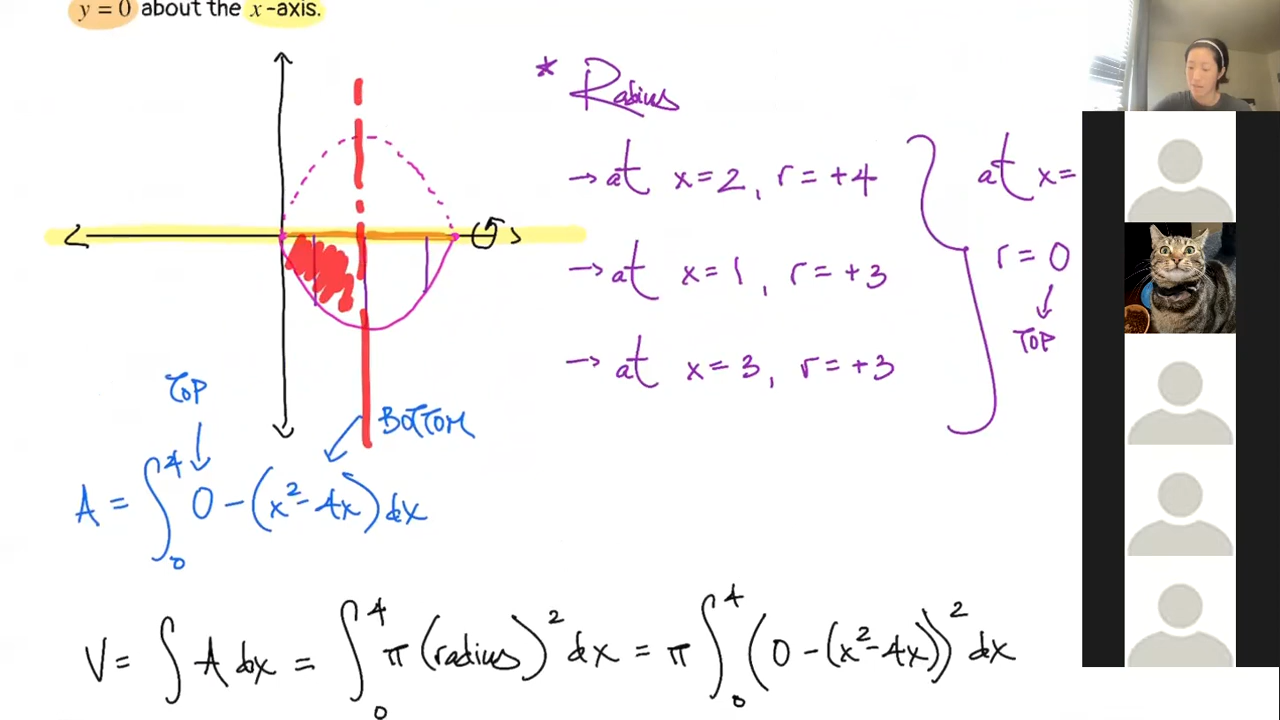 y = 0 about the x-axis.
* Radius
→ at x=2, r=+4
→ at x=1, r=+3
→ at x=3, r=+3
at x=
r=0
↓
TOP
TOP
BOTTOM
A = ∫₀⁴ 0-(x²-4x)dx
V = ∫ A dx = ∫₀⁴ π(radius)² dx = π ∫₀⁴ (0-(x²-4x))² dx